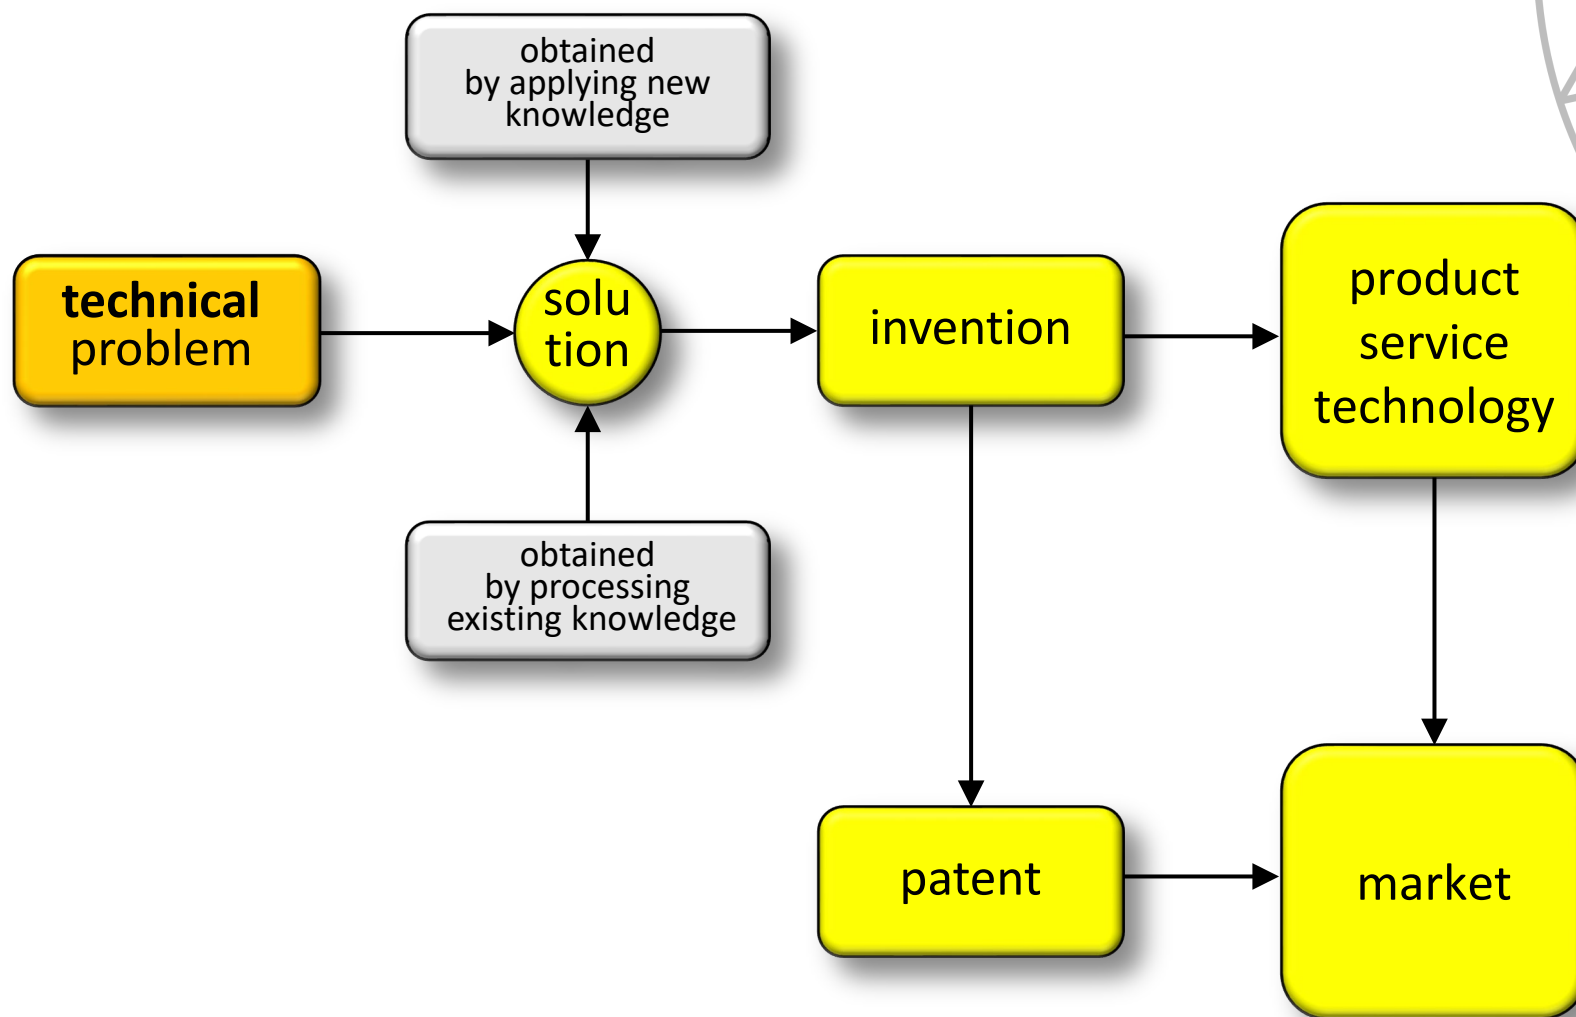 obtained
by applying new
knowledge
technical
problem
solu
tion
invention
product
service
technology
obtained
by processing
existing knowledge
patent
market